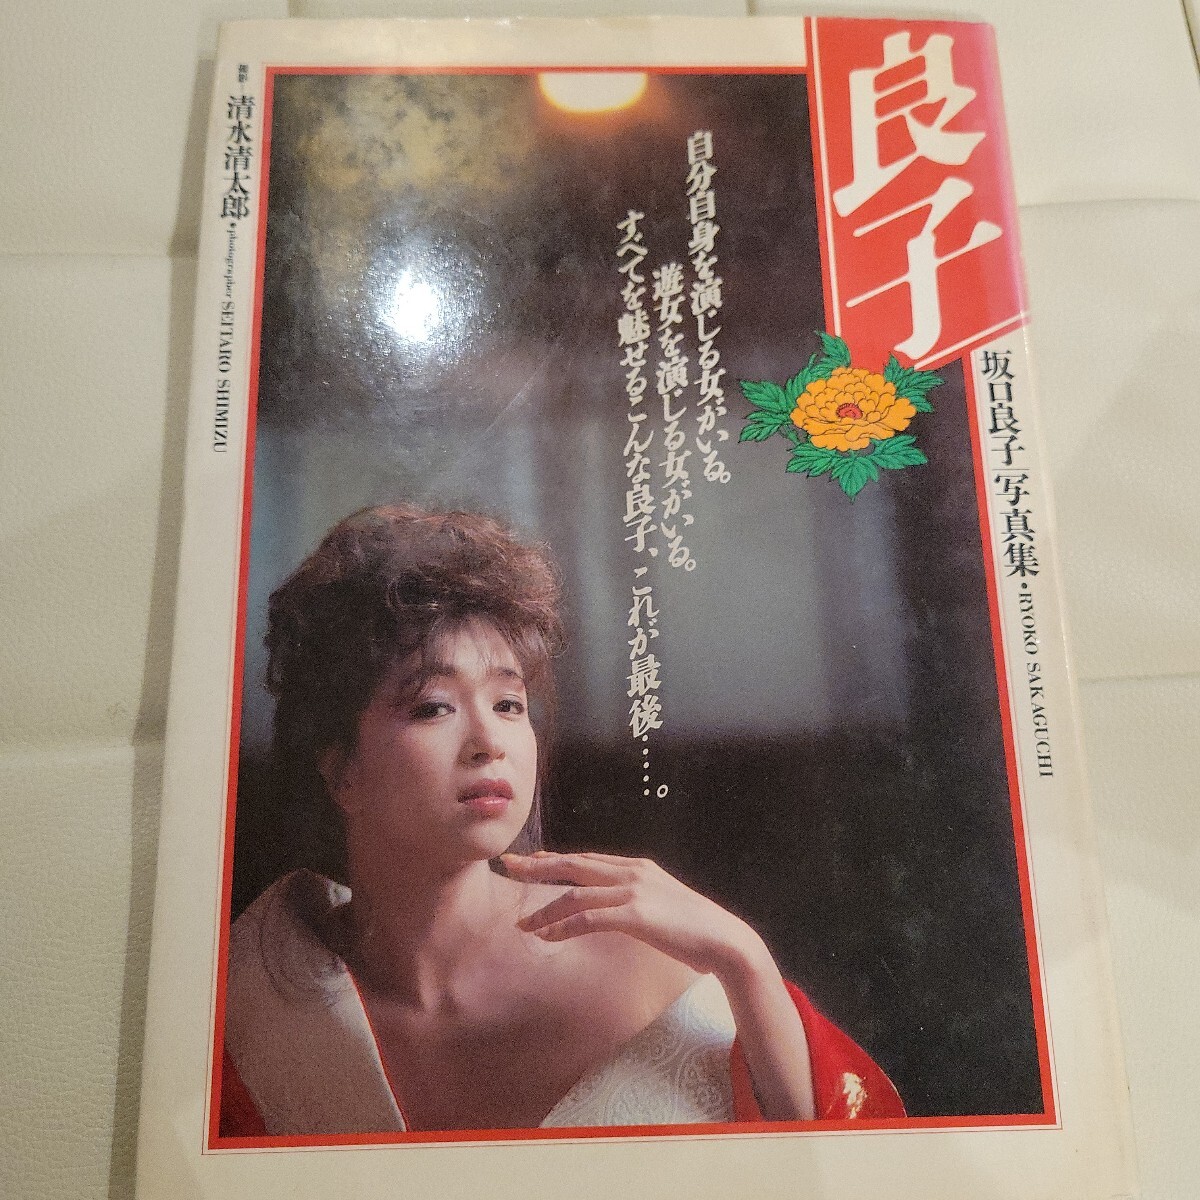 良子
坂口良子 写真集・RYOKO SAKAGUCHI
自分自身を演じる女がいる。
遊女を演じる女がいる。
すべてを魅せるこんな良子、これが最後……。
撮影・清水清太郎・photographer SEITARO SHIMIZU